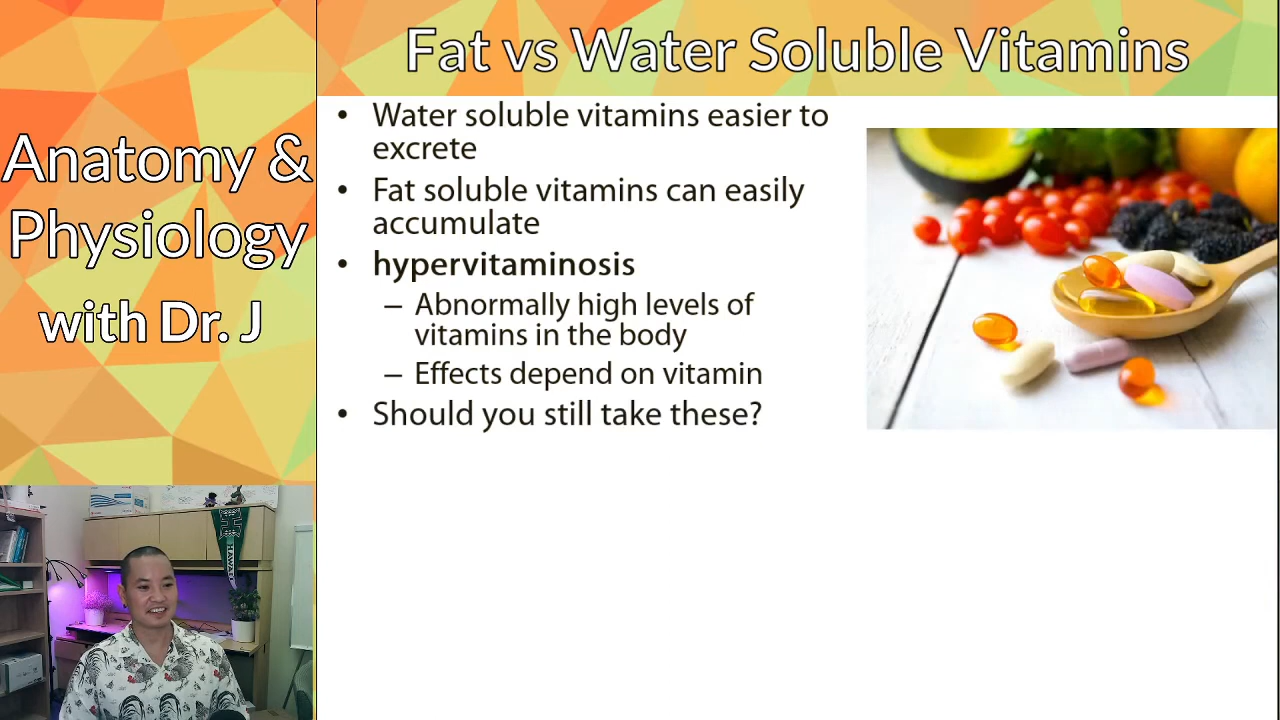 Fat vs Water Soluble Vitamins
Anatomy &
Physiology
with Dr. J
• Water soluble vitamins easier to
excrete
• Fat soluble vitamins can easily
accumulate
• hypervitaminosis
– Abnormally high levels of
vitamins in the body
– Effects depend on vitamin
• Should you still take these?
H